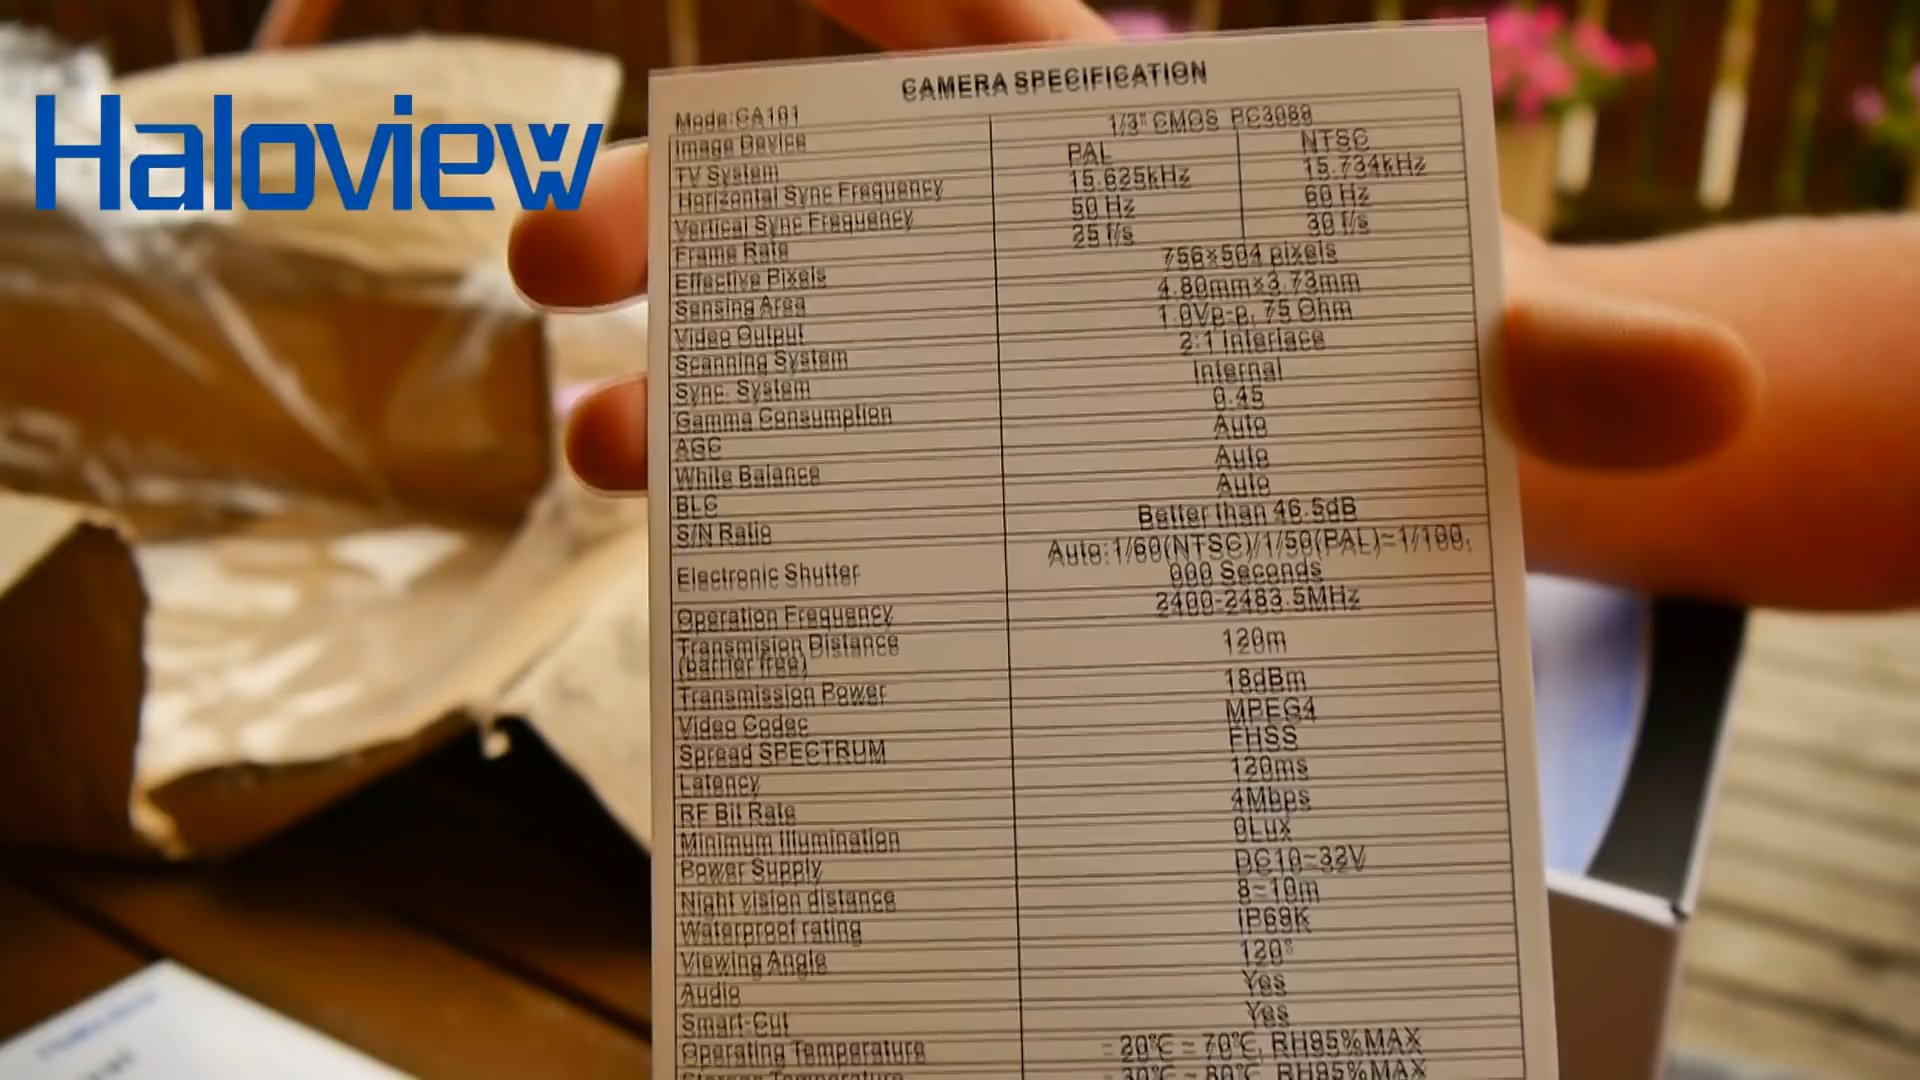 Haloview
CAMERA SPECIFICATION
Mode:CA101
Image Device 1/3" CMOS PC3089
TV System PAL NTSC
Horizontal Sync Frequency 15.625kHz 15.734kHz
Vertical Sync Frequency 50 Hz 60 Hz
Frame Rate 25 f/s 30 f/s
Effective Pixels 756×504 pixels
Sensing Area 4.80mm×3.73mm
Video Output 1.0Vp-p, 75 Ohm
Scanning System 2:1 interlace
Sync. System Internal
Gamma Consumption 0.45
AGC Auto
White Balance Auto
BLC Auto
S/N Ratio Better than 46.5dB
Electronic Shutter Auto:1/60(NTSC)/1/50(PAL)~1/100,
000 Seconds
Operation Frequency 2400-2483.5MHz
Transmision Distance 120m
(barrier free)
Transmission Power 18dBm
Video Codec MPEG4
Spread SPECTRUM FHSS
Latency 120ms
RF Bit Rate 4Mbps
Minimum Illumination 0Lux
Power Supply DC10~32V
Night vision distance 8~10m
Waterproof rating IP69K
Viewing Angle 120°
Audio Yes
Smart-Cut Yes
Operating Temperature -20℃ ~ 70℃, RH95%MAX
Storage Temperature -30℃ ~ 80℃, RH95%MAX